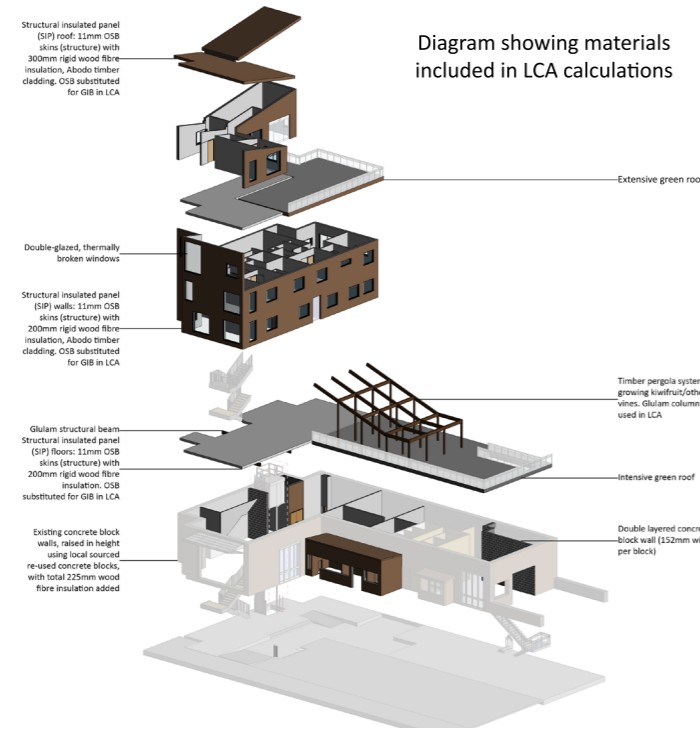 Diagram showing materials
included in LCA calculations
Structural insulated panel
(SIP) roof: 11mm OSB
skins (structure) with
300mm rigid wood fibre
insulation, Abodo timber
cladding. OSB substituted
for GIB in LCA
Extensive green roo
Double-glazed, thermally
broken windows
Structural insulated panel
(SIP) walls: 11mm OSB
skins (structure) with
200mm rigid wood fibre
insulation, Abodo timber
cladding. OSB substituted
for GIB in LCA
Timber pergola system
growing kiwifruit/othe
vines. Glulam column
used in LCA
Glulam structural beam
Structural insulated panel
(SIP) floors: 11mm OSB
skins (structure) with
200mm rigid wood fibre
insulation. OSB
substituted for GIB in LCA
Intensive green roof
Existing concrete block
walls, raised in height
using local sourced
re-used concrete blocks,
with total 225mm wood
fibre insulation added
Double layered concre
block wall (152mm wi
per block)